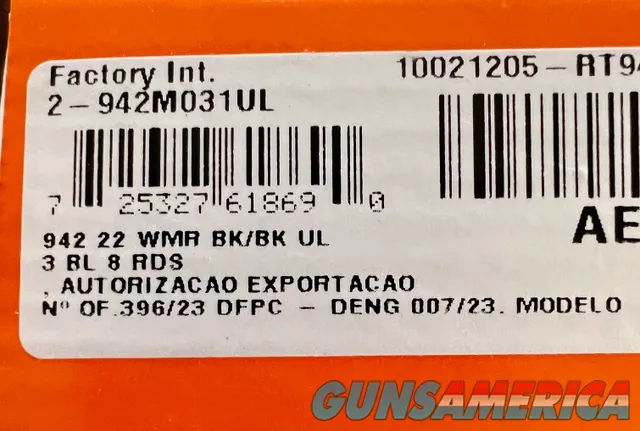 Factory Int. 10021205-RT94
2-942M031UL
7 25327 61869 0
AE
942 22 WMR BK/BK UL
3 BL 8 RDS
, AUTORIZACAO EXPORTACAO
Nº OF.396/23 DFPC - DENG 007/23. MODELO
GUNSAMERICA